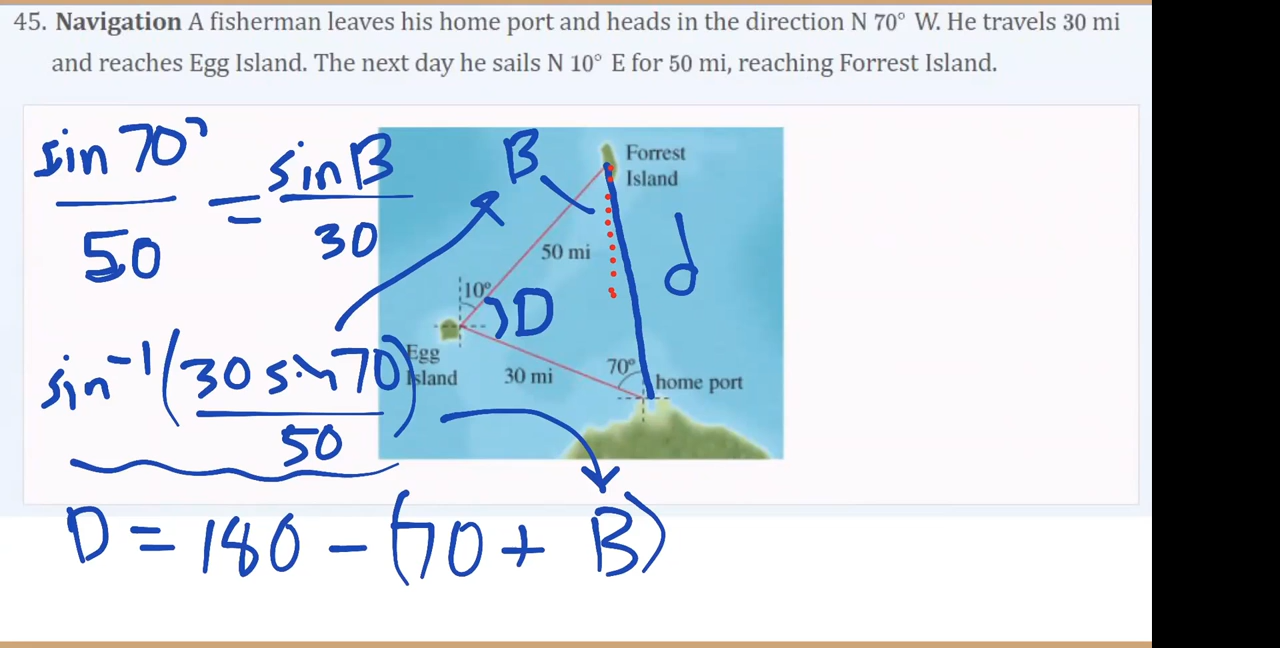 45. Navigation A fisherman leaves his home port and heads in the direction N 70° W. He travels 30 mi
and reaches Egg Island. The next day he sails N 10° E for 50 mi, reaching Forrest Island.
sin 70° / 50 = sin B / 30
B
Forrest
Island
50 mi
d
10°
D
sin⁻¹(30 sin 70 / 50)
Egg
Island
30 mi
70°
home port
D = 180 - (70 + B)